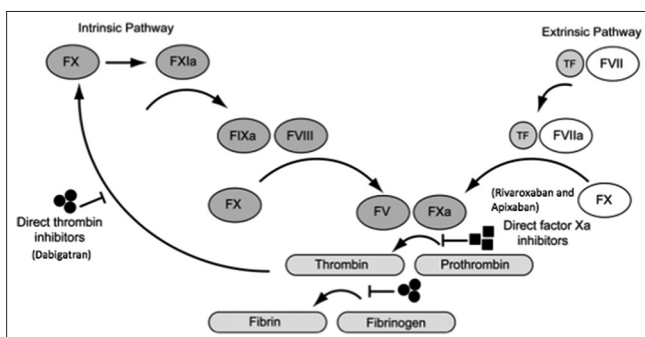 Intrinsic Pathway
Extrinsic Pathway
FX
FXIa
TF
FVII
FIXa
FVIII
TF
FVIIa
FX
FV
FXa
(Rivaroxaban and
Apixaban)
FX
Direct factor Xa
inhibitors
Direct thrombin
inhibitors
(Dabigatran)
Thrombin
Prothrombin
Fibrin
Fibrinogen